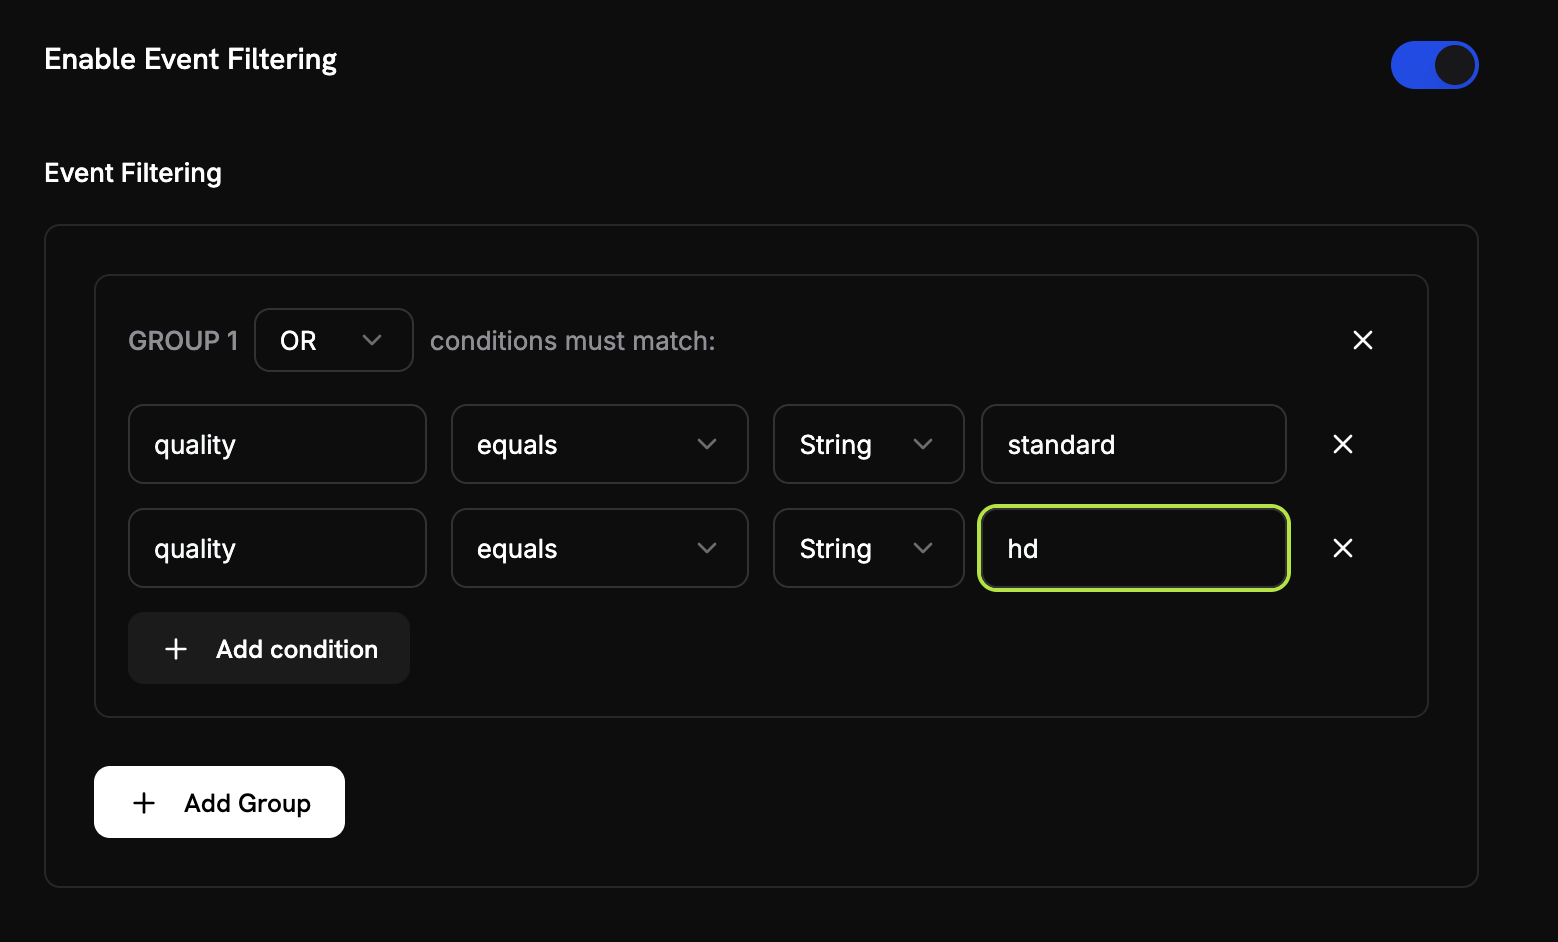 Enable Event Filtering
Event Filtering
GROUP 1 OR conditions must match:
quality equals String standard
quality equals String hd
Add condition
Add Group